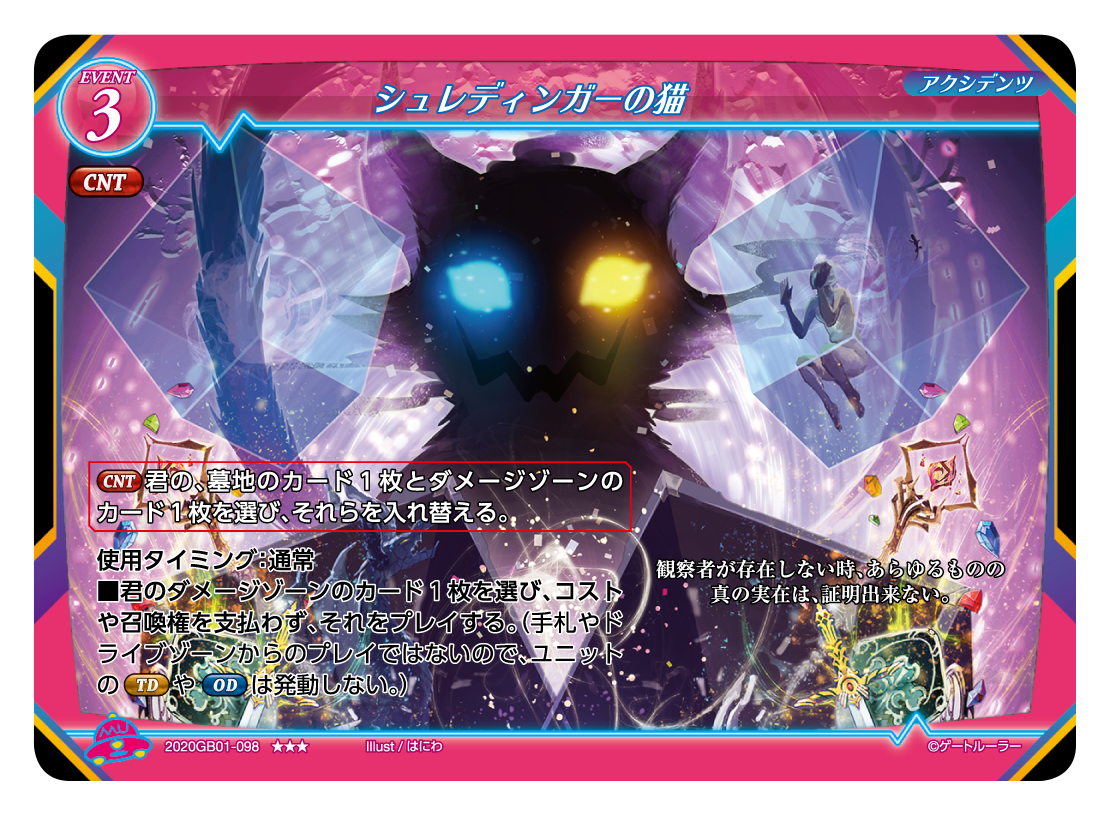 EVENT
3
シュレディンガーの猫
アクシデンツ
CNT
CNT 君の、墓地のカード１枚とダメージゾーンの
カード１枚を選び、それらを入れ替える。
使用タイミング：通常
■君のダメージゾーンのカード１枚を選び、コスト
や召喚権を支払わず、それをプレイする。（手札やド
ライブゾーンからのプレイではないので、ユニット
の TD や OD は発動しない。）
観察者が存在しない時、あらゆるものの
真の実在は、証明出来ない。
MU
2020GB01-098 ★★★ Illust / はにわ ©ゲートルーラー